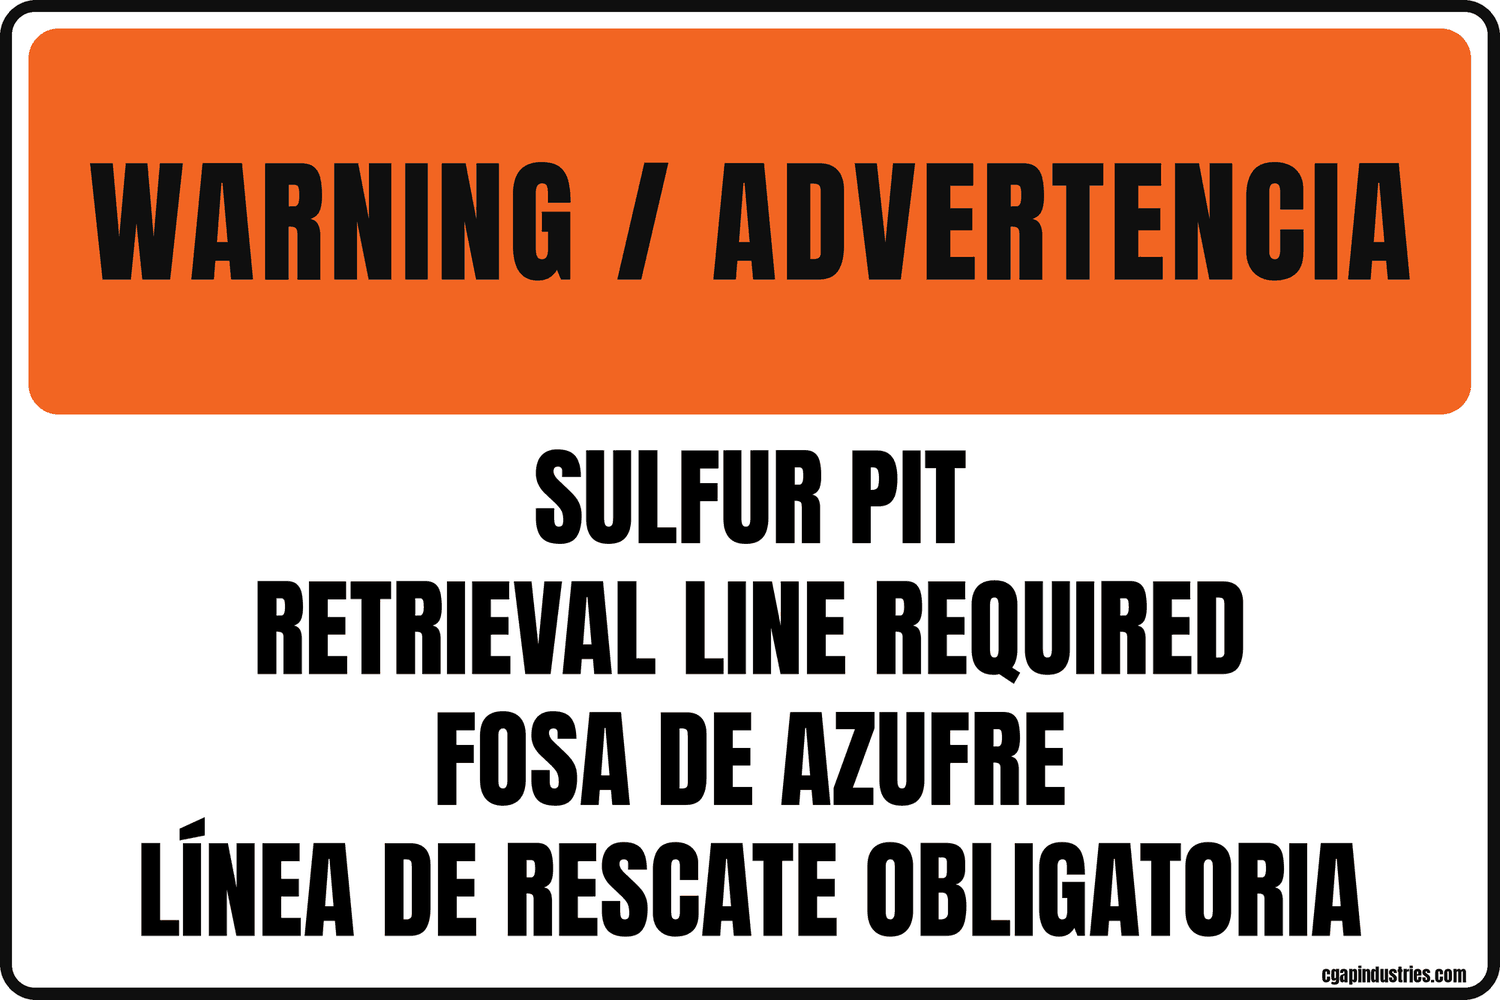 WARNING / ADVERTENCIA
SULFUR PIT
RETRIEVAL LINE REQUIRED
FOSA DE AZUFRE
LÍNEA DE RESCATE OBLIGATORIA
cgapindustries.com